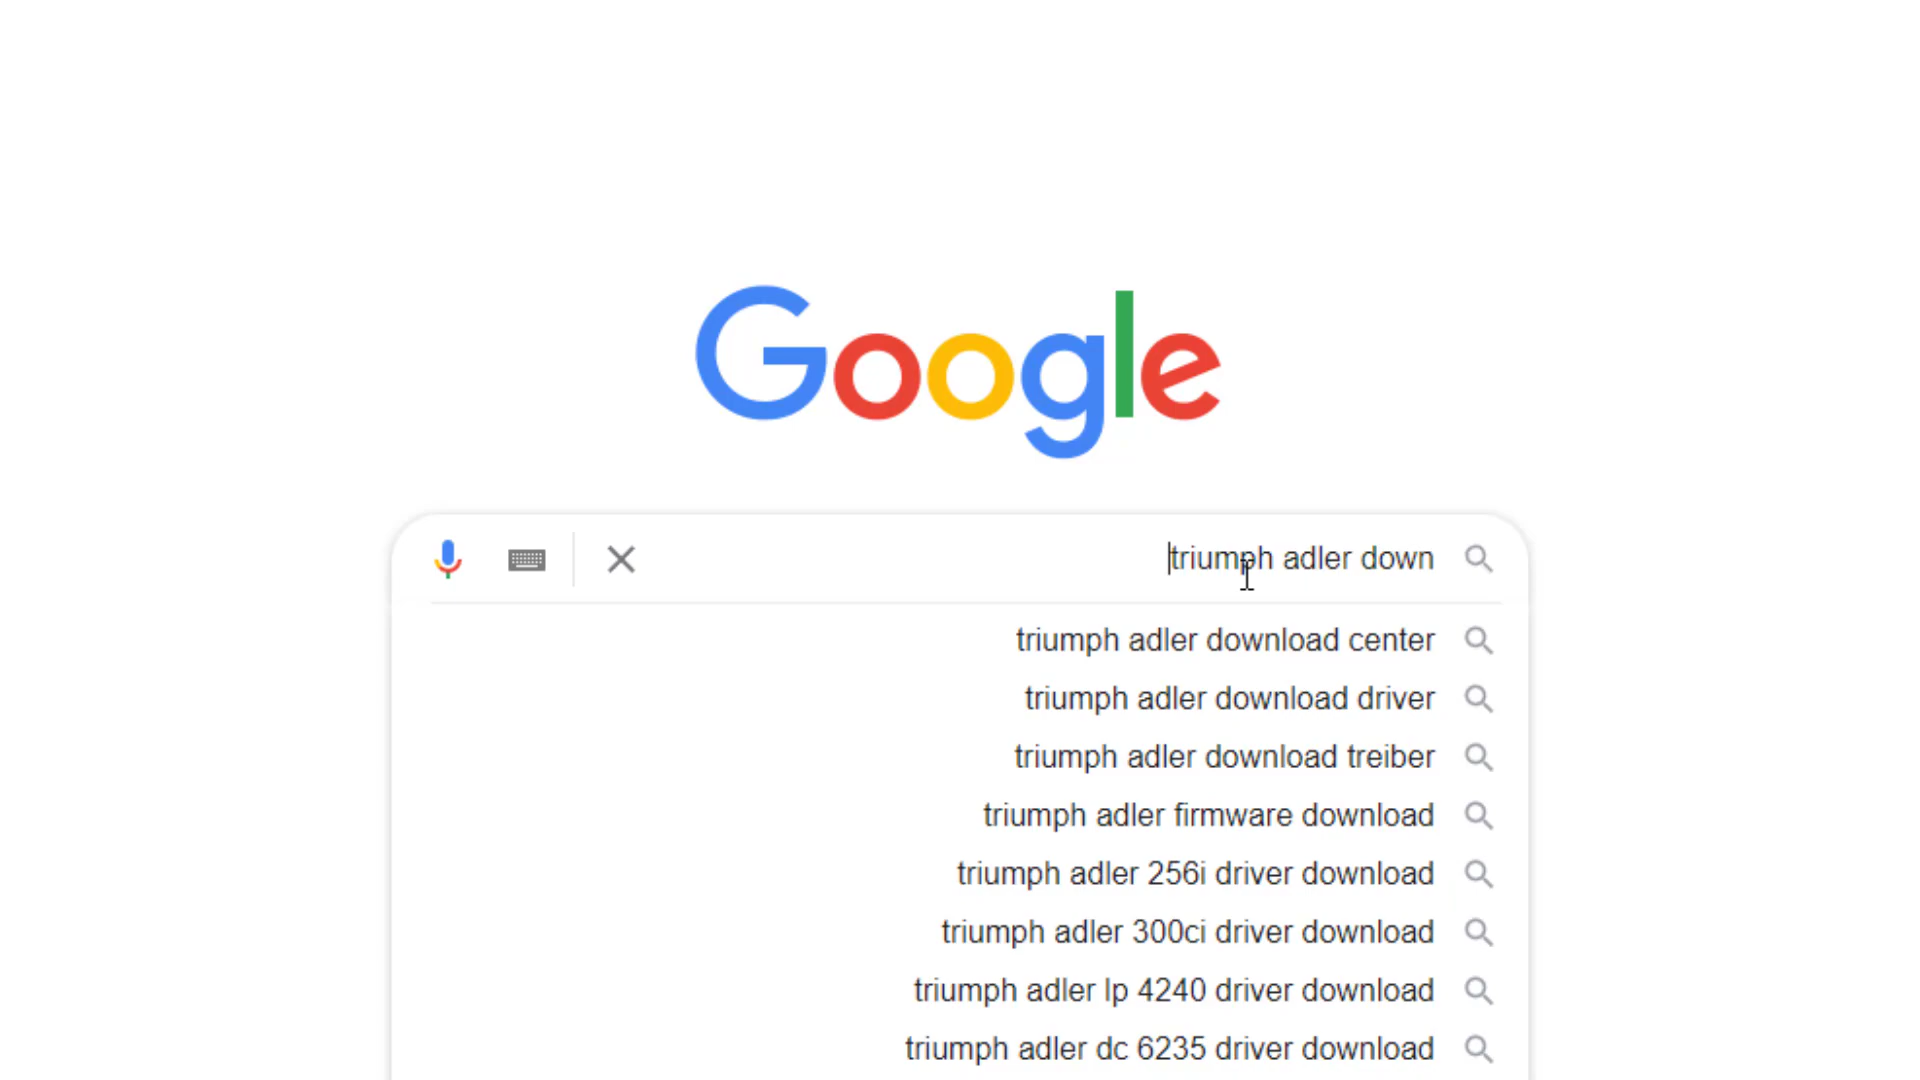 Google
triumph adler down
triumph adler download center
triumph adler download driver
triumph adler download treiber
triumph adler firmware download
triumph adler 256i driver download
triumph adler 300ci driver download
triumph adler lp 4240 driver download
triumph adler dc 6235 driver download